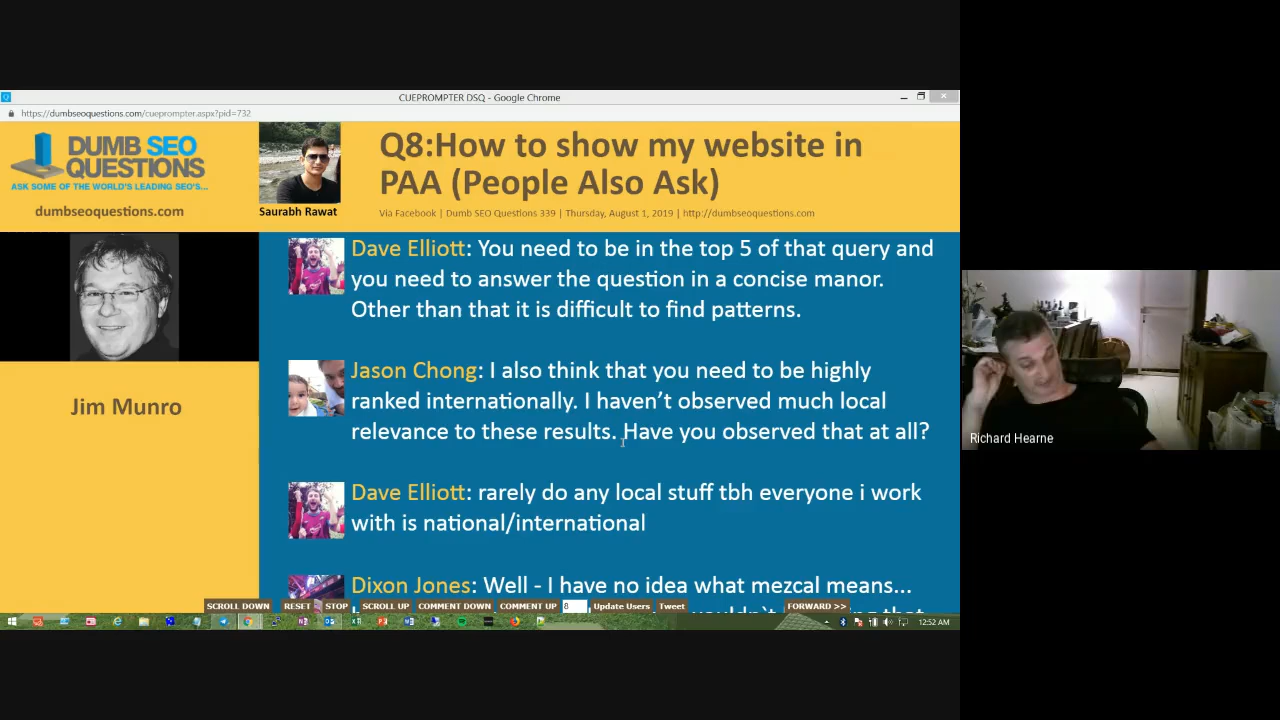 CUEPROMPTER DSQ - Google Chrome
https://dumbseoquestions.com/cueprompter.aspx?pid=732
DUMB SEO
QUESTIONS
ASK SOME OF THE WORLD'S LEADING SEO'S...
dumbseoquestions.com
Saurabh Rawat
Q8:How to show my website in
PAA (People Also Ask)
Via Facebook | Dumb SEO Questions 339 | Thursday, August 1, 2019 | http://dumbseoquestions.com
Jim Munro
Dave Elliott: You need to be in the top 5 of that query and
you need to answer the question in a concise manor.
Other than that it is difficult to find patterns.
Jason Chong: I also think that you need to be highly
ranked internationally. I haven't observed much local
relevance to these results. Have you observed that at all?
Dave Elliott: rarely do any local stuff tbh everyone i work
with is national/international
Dixon Jones: Well - I have no idea what mezcal means...
SCROLL DOWN RESET STOP SCROLL UP COMMENT DOWN COMMENT UP 8 Update Users Tweet FORWARD >>
12:52 AM
Richard Hearne